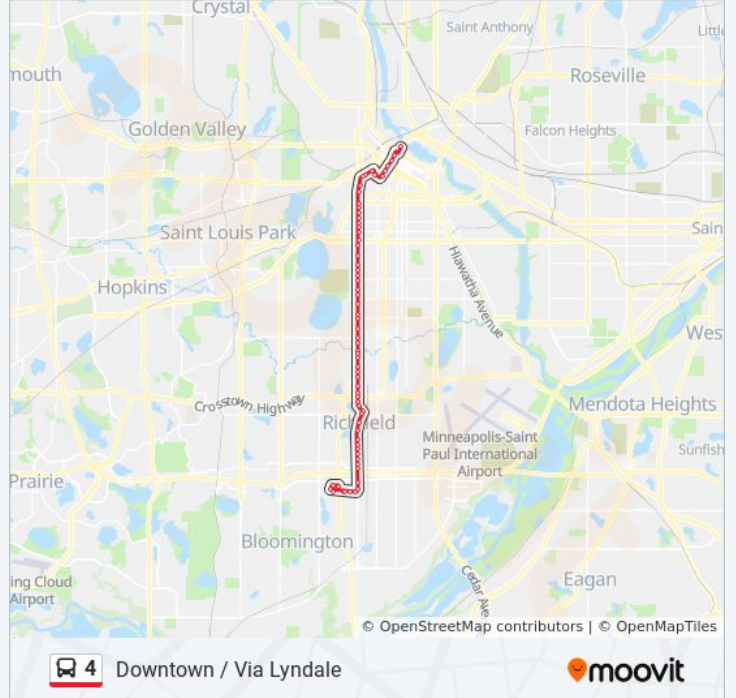 Crystal
Saint Anthony
Little
mouth
Roseville
Golden Valley
Falcon Heights
Saint Louis Park
Sain
Hiawatha Avenue
Hopkins
Wes
Crosstown Highway
Mendota Heights
Richfield
Minneapolis-Saint
Paul International
Airport
Sunfish
Prairie
Bloomington
ing Cloud
Airport
Cedar Ave
Eagan
© OpenStreetMap contributors | © OpenMapTiles
4 Downtown / Via Lyndale
moovit